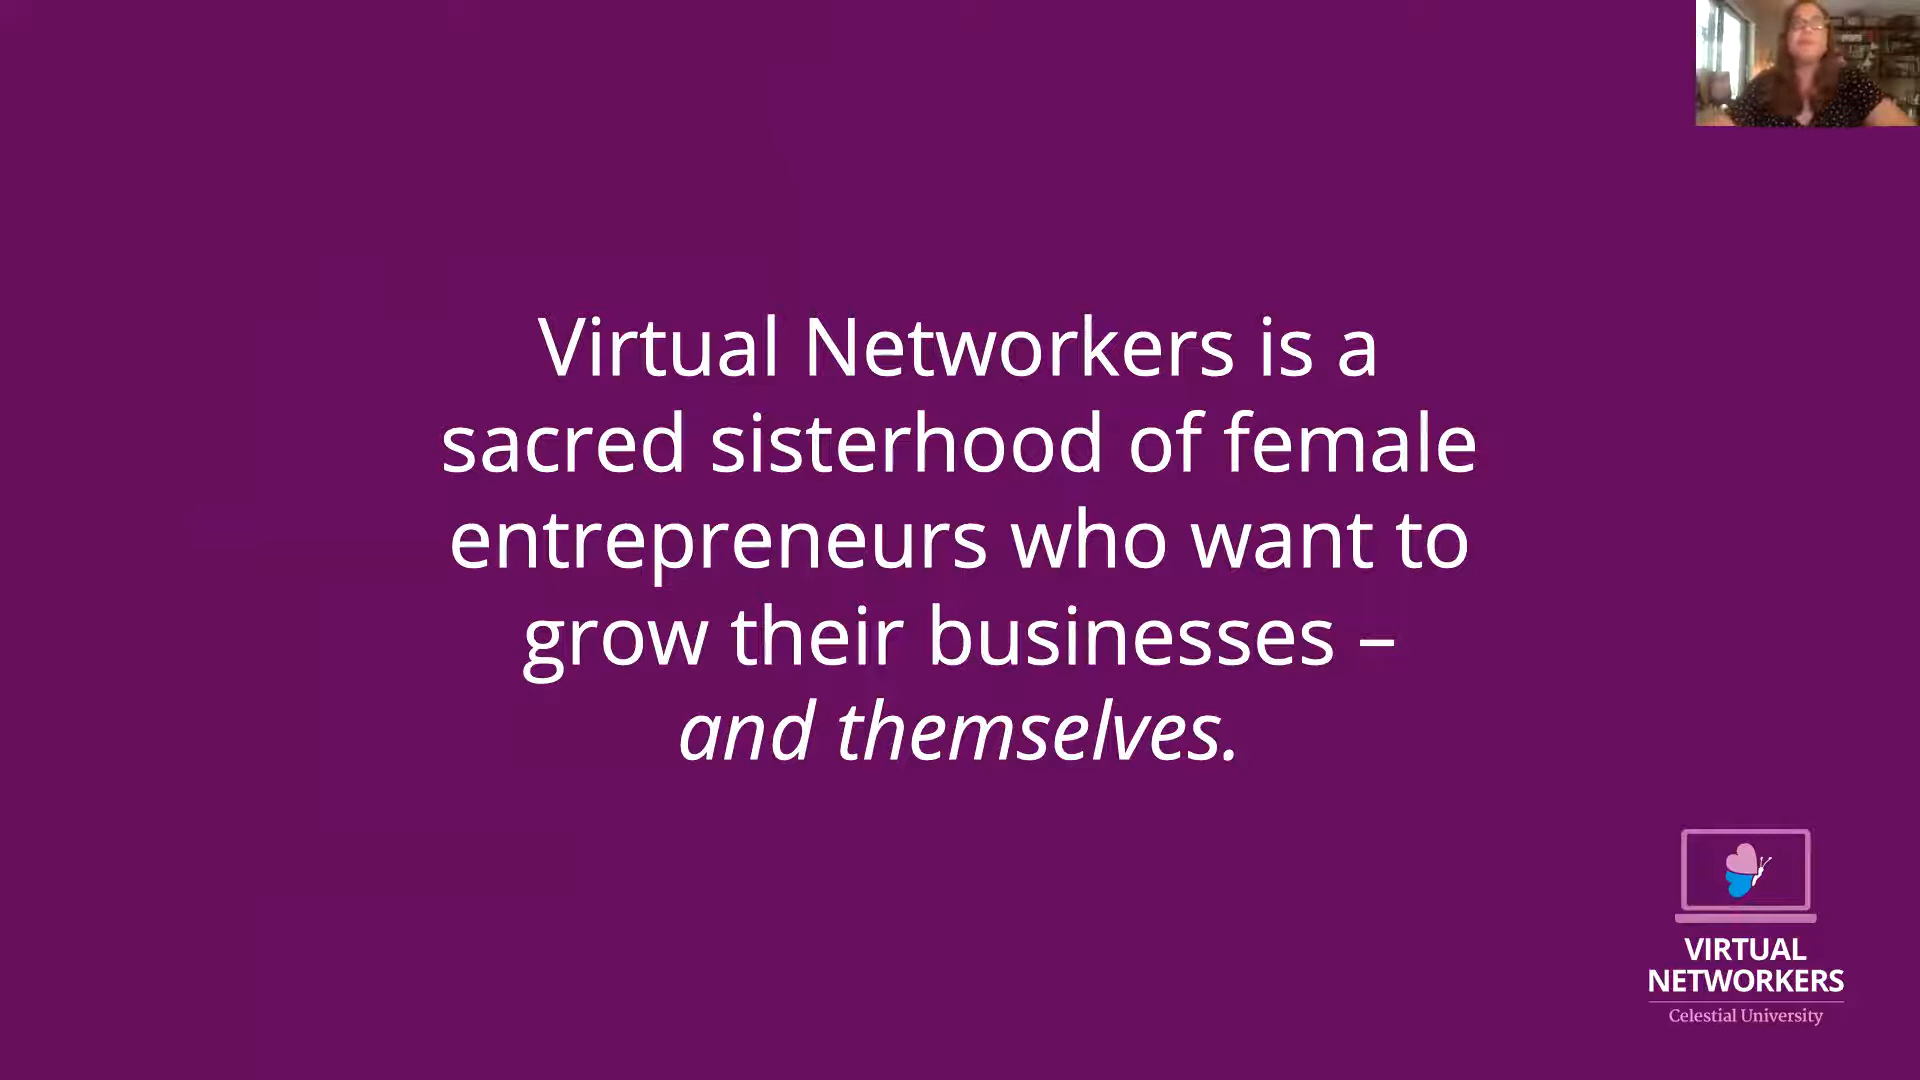 Virtual Networkers is a
sacred sisterhood of female
entrepreneurs who want to
grow their businesses –
and themselves.
VIRTUAL
NETWORKERS
Celestial University